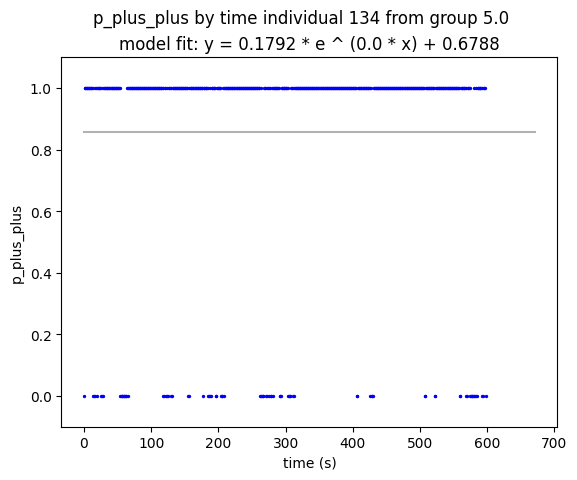 p_plus_plus by time individual 134 from group 5.0
model fit: y = 0.1792 * e ^ (0.0 * x) + 0.6788
1.0
0.8
0.6
0.4
0.2
0.0
p_plus_plus
0 100 200 300 400 500 600 700
time (s)